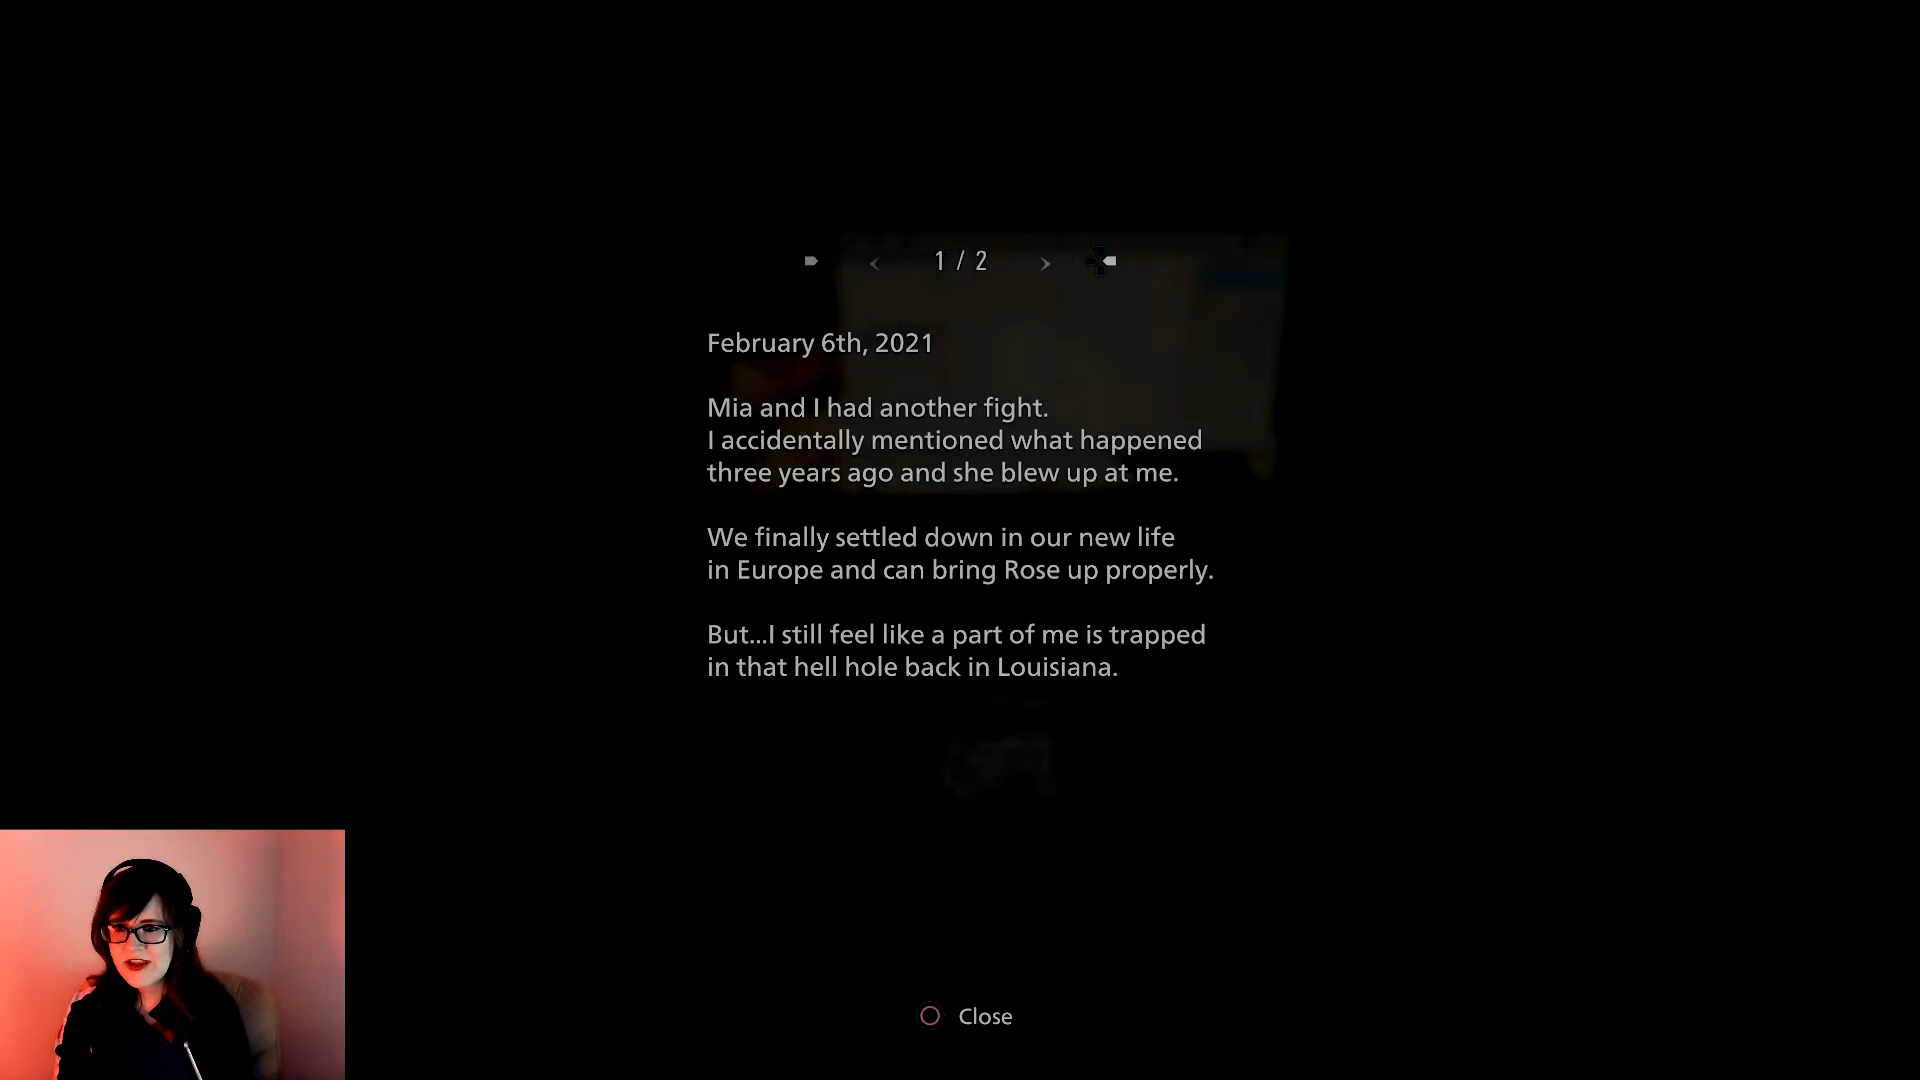 1 / 2
February 6th, 2021
Mia and I had another fight.
I accidentally mentioned what happened
three years ago and she blew up at me.
We finally settled down in our new life
in Europe and can bring Rose up properly.
But...I still feel like a part of me is trapped
in that hell hole back in Louisiana.
Close